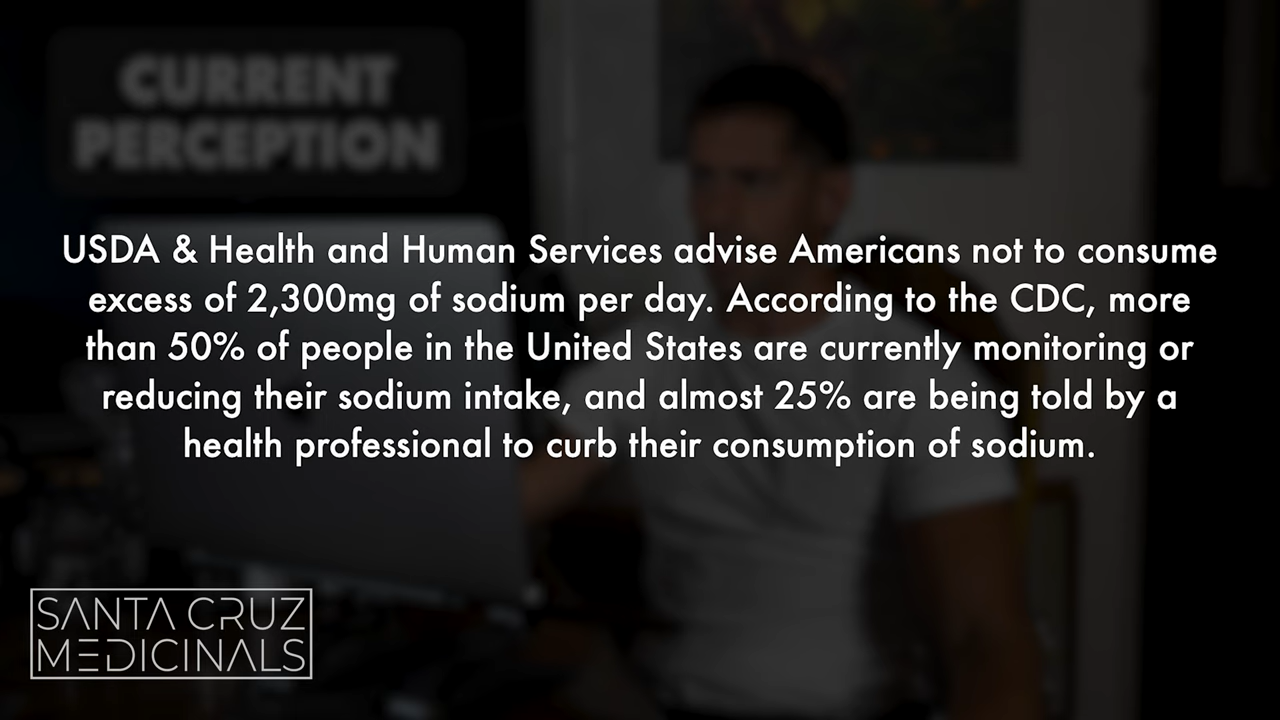 CURRENT
PERCEPTION
USDA & Health and Human Services advise Americans not to consume
excess of 2,300mg of sodium per day. According to the CDC, more
than 50% of people in the United States are currently monitoring or
reducing their sodium intake, and almost 25% are being told by a
health professional to curb their consumption of sodium.
SANTA CRUZ
MEDICINALS